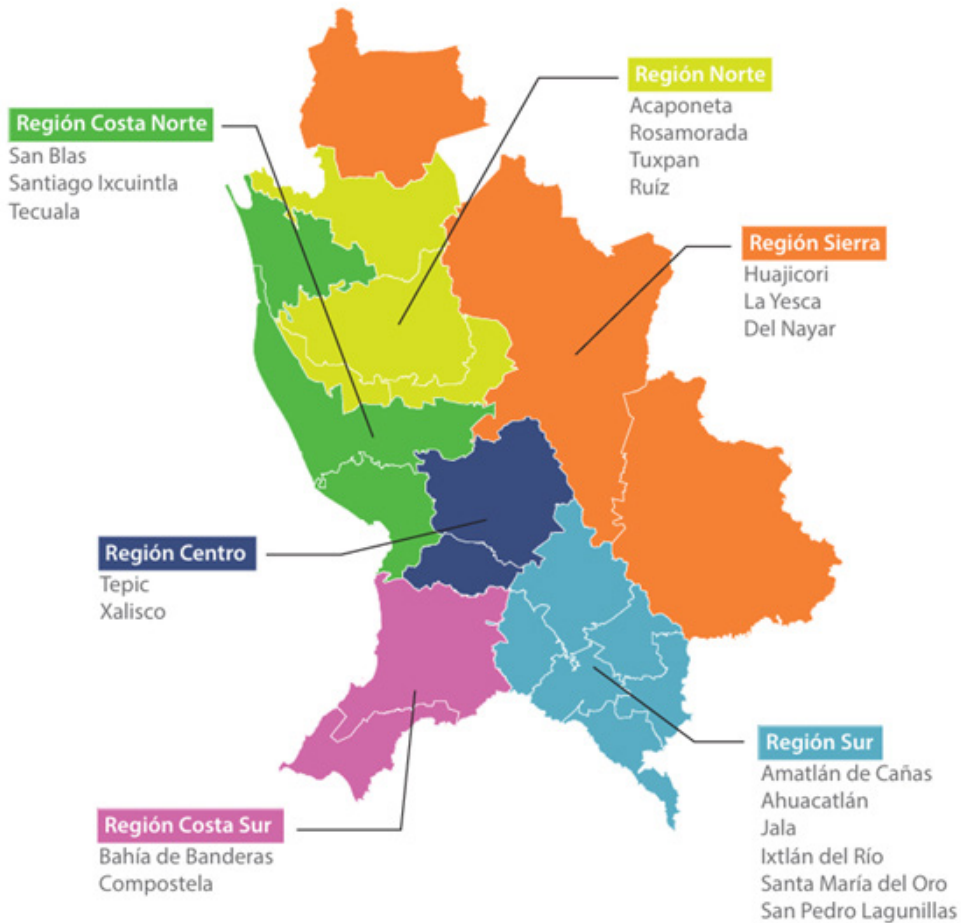 Región Norte
Acaponeta
Rosamorada
Tuxpan
Ruíz
Región Costa Norte
San Blas
Santiago Ixcuintla
Tecuala
Región Sierra
Huajicori
La Yesca
Del Nayar
Región Centro
Tepic
Xalisco
Región Sur
Amatlán de Cañas
Ahuacatlán
Jala
Ixtlán del Río
Santa María del Oro
San Pedro Lagunillas
Región Costa Sur
Bahía de Banderas
Compostela